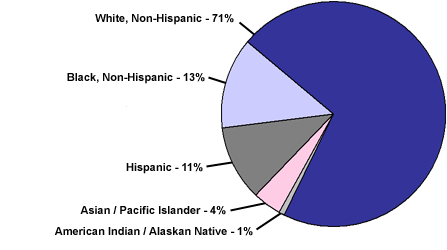 White, Non-Hispanic - 71%
Black, Non-Hispanic - 13%
Hispanic - 11%
Asian / Pacific Islander - 4%
American Indian / Alaskan Native - 1%